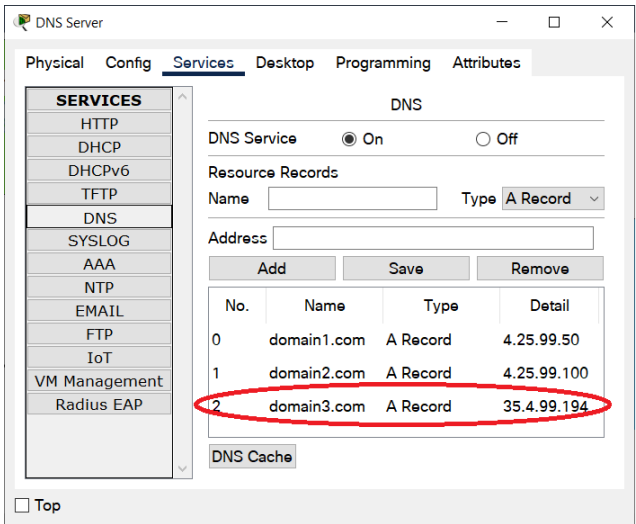 DNS Server
Physical Config Services Desktop Programming Attributes
SERVICES
HTTP
DHCP
DHCPv6
TFTP
DNS
SYSLOG
AAA
NTP
EMAIL
FTP
IoT
VM Management
Radius EAP
DNS
DNS Service On Off
Resource Records
Name Type A Record
Address
Add Save Remove
No. Name Type Detail
0 domain1.com A Record 4.25.99.50
1 domain2.com A Record 4.25.99.100
2 domain3.com A Record 35.4.99.194
DNS Cache
Top